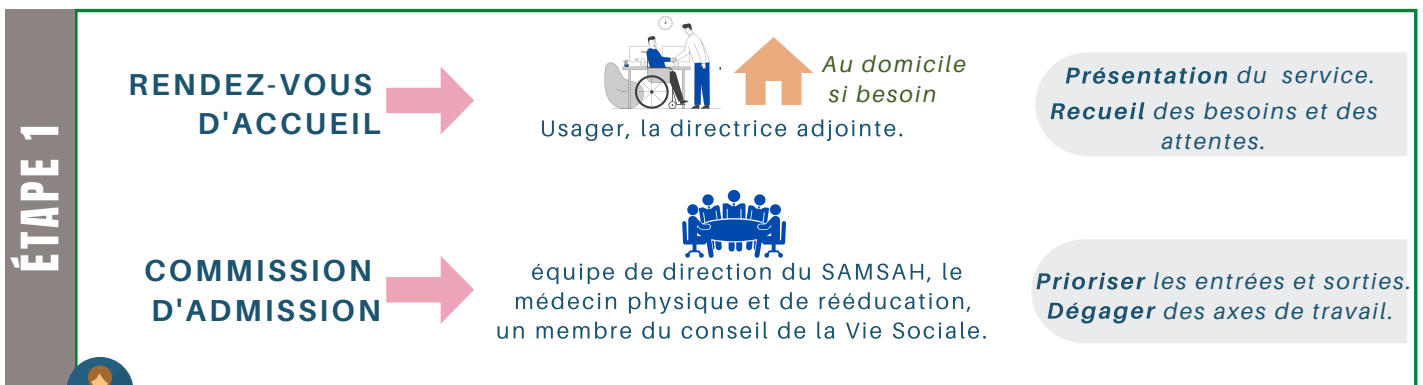 ÉTAPE 1
RENDEZ-VOUS
D'ACCUEIL
Au domicile
si besoin
Usager, la directrice adjointe.
Présentation du service.
Recueil des besoins et des
attentes.
COMMISSION
D'ADMISSION
équipe de direction du SAMSAH, le
médecin physique et de rééducation,
un membre du conseil de la Vie Sociale.
Prioriser les entrées et sorties.
Dégager des axes de travail.